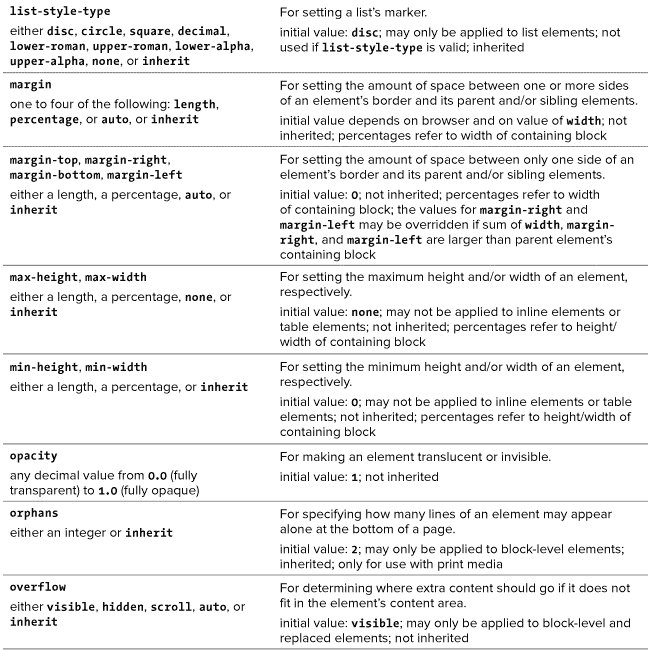 list-style-type
either disc, circle, square, decimal,
lower-roman, upper-roman, lower-alpha,
upper-alpha, none, or inherit
For setting a list's marker.
initial value: disc; may only be applied to list elements; not
used if list-style-type is valid; inherited
margin
one to four of the following: length,
percentage, or auto, or inherit
For setting the amount of space between one or more sides
of an element's border and its parent and/or sibling elements.
initial value depends on browser and on value of width; not
inherited; percentages refer to width of containing block
margin-top, margin-right,
margin-bottom, margin-left
either a length, a percentage, auto, or
inherit
For setting the amount of space between only one side of an
element's border and its parent and/or sibling elements.
initial value: 0; not inherited; percentages refer to width
of containing block; the values for margin-right and
margin-left may be overridden if sum of width, margin-
right, and margin-left are larger than parent element's
containing block
max-height, max-width
either a length, a percentage, none, or
inherit
For setting the maximum height and/or width of an element,
respectively.
initial value: none; may not be applied to inline elements or
table elements; not inherited; percentages refer to height/
width of containing block
min-height, min-width
either a length, a percentage, or inherit
For setting the minimum height and/or width of an element,
respectively.
initial value: 0; may not be applied to inline elements or table
elements; not inherited; percentages refer to height/width of
containing block
opacity
any decimal value from 0.0 (fully
transparent) to 1.0 (fully opaque)
For making an element translucent or invisible.
initial value: 1; not inherited
orphans
either an integer or inherit
For specifying how many lines of an element may appear
alone at the bottom of a page.
initial value: 2; may only be applied to block-level elements;
inherited; only for use with print media
overflow
either visible, hidden, scroll, auto, or
inherit
For determining where extra content should go if it does not
fit in the element's content area.
initial value: visible; may only be applied to block-level and
replaced elements; not inherited